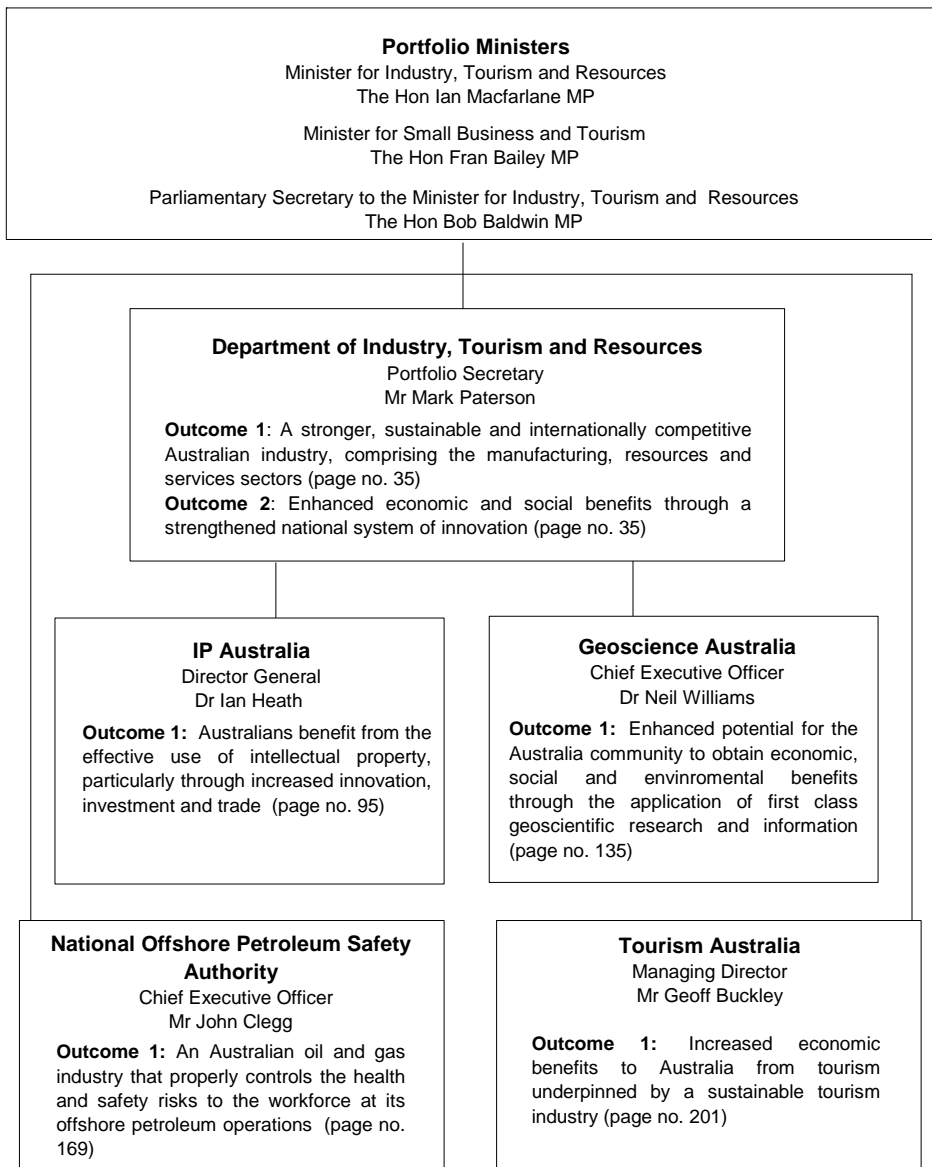 Portfolio Ministers
Minister for Industry, Tourism and Resources
The Hon Ian Macfarlane MP
Minister for Small Business and Tourism
The Hon Fran Bailey MP
Parliamentary Secretary to the Minister for Industry, Tourism and Resources
The Hon Bob Baldwin MP
Department of Industry, Tourism and Resources
Portfolio Secretary
Mr Mark Paterson
Outcome 1: A stronger, sustainable and internationally competitive
Australian industry, comprising the manufacturing, resources and
services sectors (page no. 35)
Outcome 2: Enhanced economic and social benefits through a
strengthened national system of innovation (page no. 35)
IP Australia
Director General
Dr Ian Heath
Outcome 1: Australians benefit from the
effective use of intellectual property,
particularly through increased innovation,
investment and trade (page no. 95)
Geoscience Australia
Chief Executive Officer
Dr Neil Williams
Outcome 1: Enhanced potential for the
Australia community to obtain economic,
social and envinromental benefits
through the application of first class
geoscientific research and information
(page no. 135)
National Offshore Petroleum Safety
Authority
Chief Executive Officer
Mr John Clegg
Outcome 1: An Australian oil and gas
industry that properly controls the health
and safety risks to the workforce at its
offshore petroleum operations (page no.
169)
Tourism Australia
Managing Director
Mr Geoff Buckley
Outcome 1: Increased economic
benefits to Australia from tourism
underpinned by a sustainable tourism
industry (page no. 201)